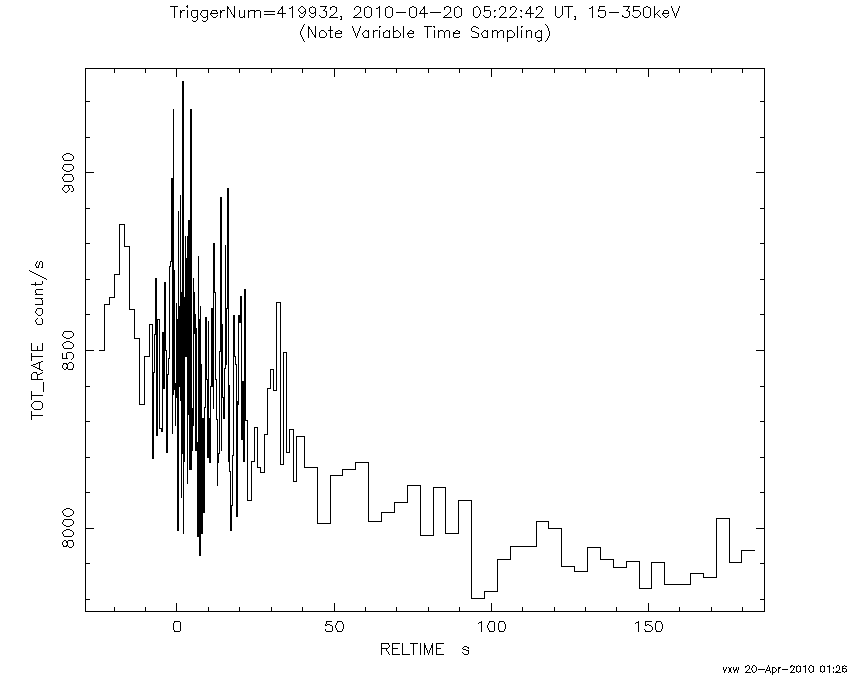 TriggerNum=419932, 2010-04-20 05:22:42 UT, 15-350keV
(Note Variable Time Sampling)
TOT_RATE count/s
9000
8500
8000
0 50 100 150
RELTIME s
vxw 20-Apr-2010 01:26